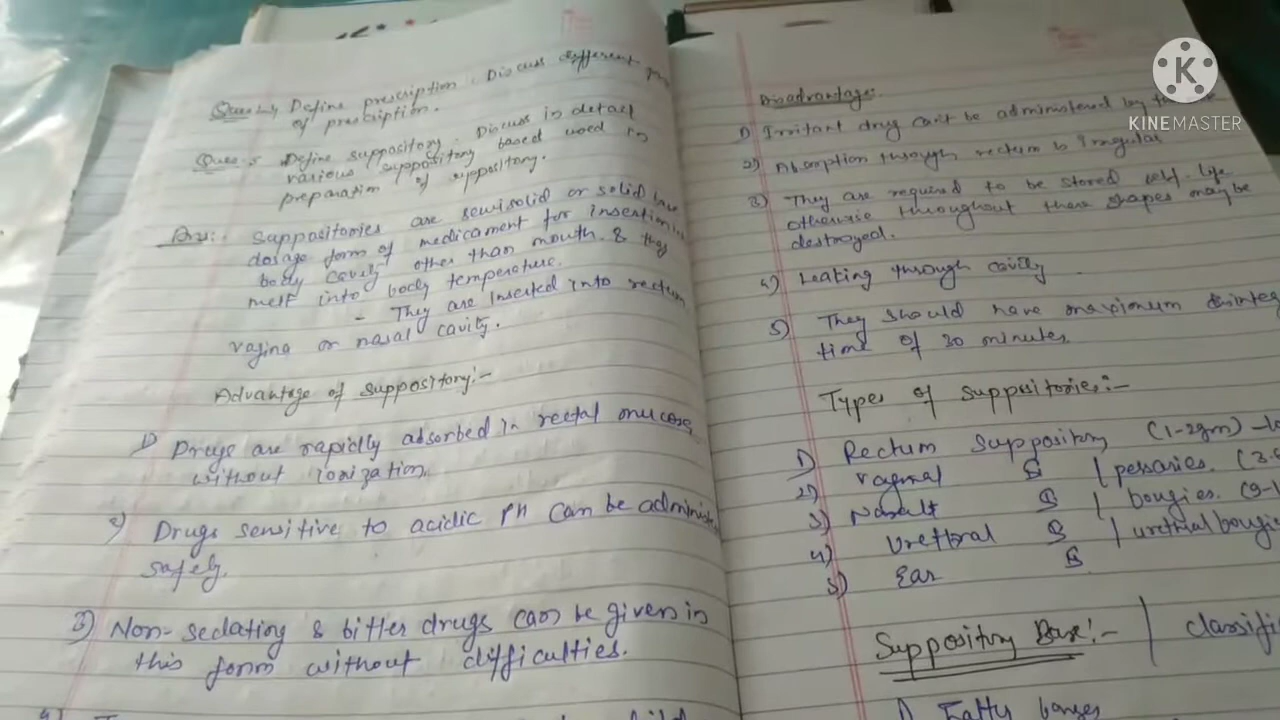 Ques:4 Define prescription. Discuss different
of prescription.
Ques:5 Define suppository. Discuss in detail
various suppository based used in
preparation of suppository.
Ans:- Suppositories are semisolid or solid
dosage form of medicament for insertion
body cavity other than mouth & they
melt into body temperature.
- They are inserted into rectum
vagina or nasal cavity.
Advantage of suppository:-
1) Drugs are rapidly absorbed in rectal mucosa
without ionization.
2) Drugs sensitive to acidic pH can be
safely.
3) Non-sedating & bitter drugs can be given in
this form without difficulties.
4)
Disadvantage:
1) Irritant drug can't be administered by
2) Absorption through rectum is irregular
3) They are required to be stored self-life
otherwise throughout there shapes may be
destroyed.
4) Leaking through cavity
5) They should have maximum
time of 30 minutes.
Types of suppositories:-
1) Rectum suppository (1-2gm) -
2) vaginal S / pessaries. (3.
3) Nasal S / bougies. (9-1
4) Urethral S / urethral bougi
5) Ear S
Suppository Base:- / classifi
1) Fatty bases
KINEMASTER